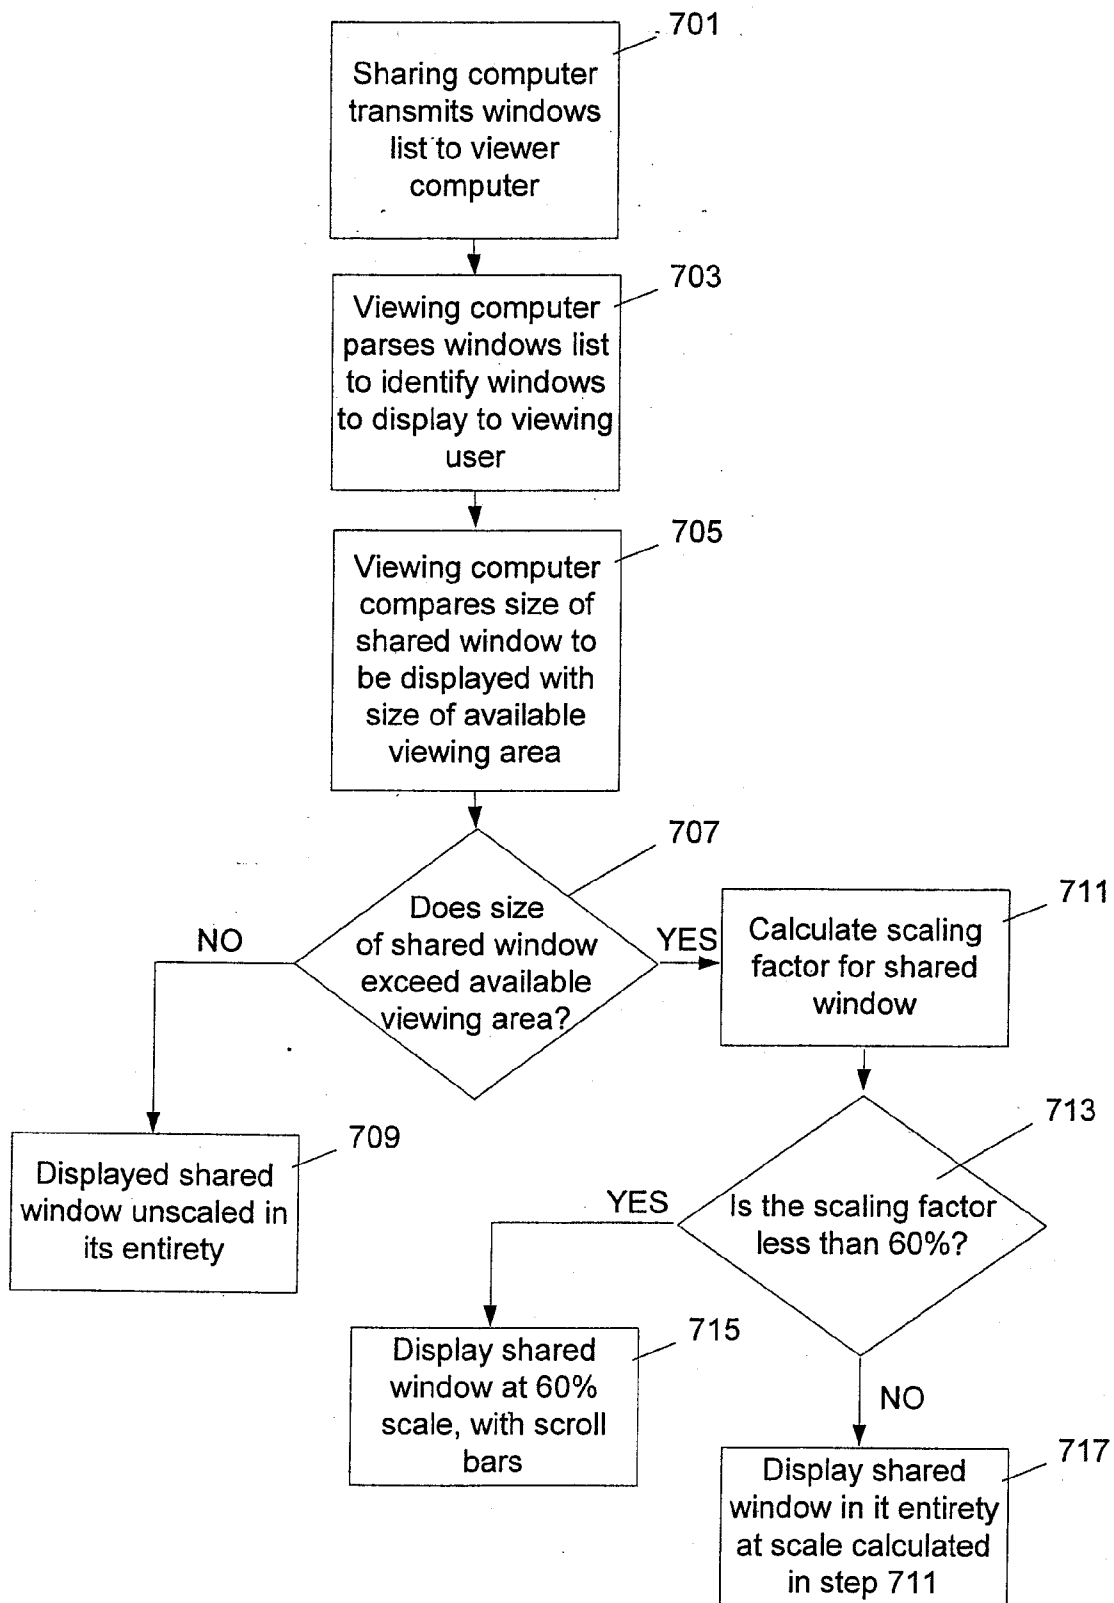 701
Sharing computer
transmits windows
list to viewer
computer
703
Viewing computer
parses windows list
to identify windows
to display to viewing
user
705
Viewing computer
compares size of
shared window to
be displayed with
size of available
viewing area
707
Does size
of shared window
exceed available
viewing area?
NO
YES
711
Calculate scaling
factor for shared
window
709
Displayed shared
window unscaled in
its entirety
713
Is the scaling factor
less than 60%?
YES
NO
715
Display shared
window at 60%
scale, with scroll
bars
717
Display shared
window in it entirety
at scale calculated
in step 711